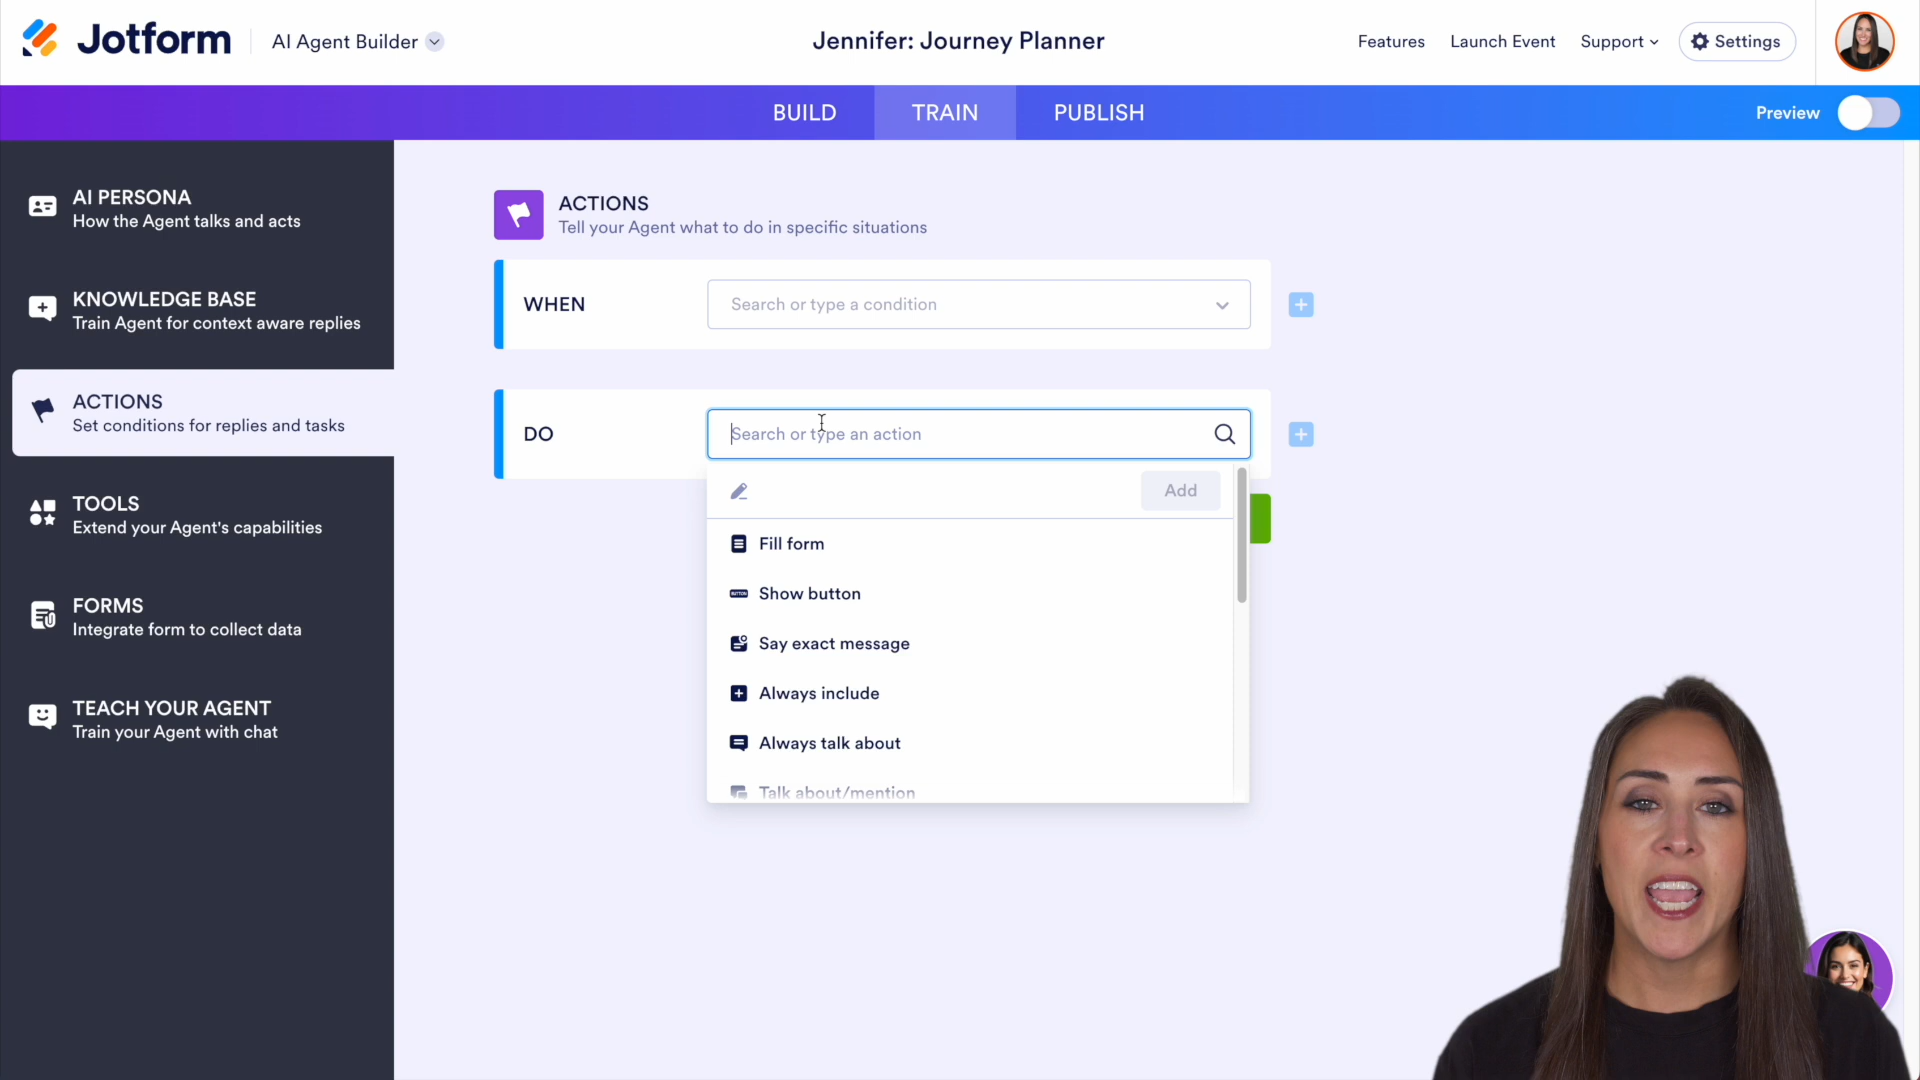 Jotform
AI Agent Builder
Jennifer: Journey Planner
Features
Launch Event
Support
Settings
BUILD
TRAIN
PUBLISH
Preview
AI PERSONA
How the Agent talks and acts
KNOWLEDGE BASE
Train Agent for context aware replies
ACTIONS
Set conditions for replies and tasks
TOOLS
Extend your Agent's capabilities
FORMS
Integrate form to collect data
TEACH YOUR AGENT
Train your Agent with chat
ACTIONS
Tell your Agent what to do in specific situations
WHEN
Search or type a condition
DO
Search or type an action
Add
Fill form
BUTTON
Show button
Say exact message
Always include
Always talk about
Talk about/mention